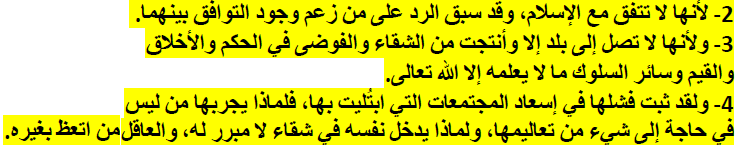 2- لأنها لا تتفق مع الإسلام، وقد سبق الرد على من زعم وجود التوافق بينهما.
3- ولأنها لا تصل إلى بلد إلا وأنتجت من الشقاء والفوضى في الحكم والأخلاق
والقيم وسائر السلوك ما لا يعلمه إلا الله تعالى.
4- ولقد ثبت فشلها في إسعاد المجتمعات التي ابتُليت بها، فلماذا يجربها من ليس
في حاجة إلى شيء من تعاليمها، ولماذا يدخل نفسه في شقاء لا مبرر له، والعاقل من اتعظ بغيره.